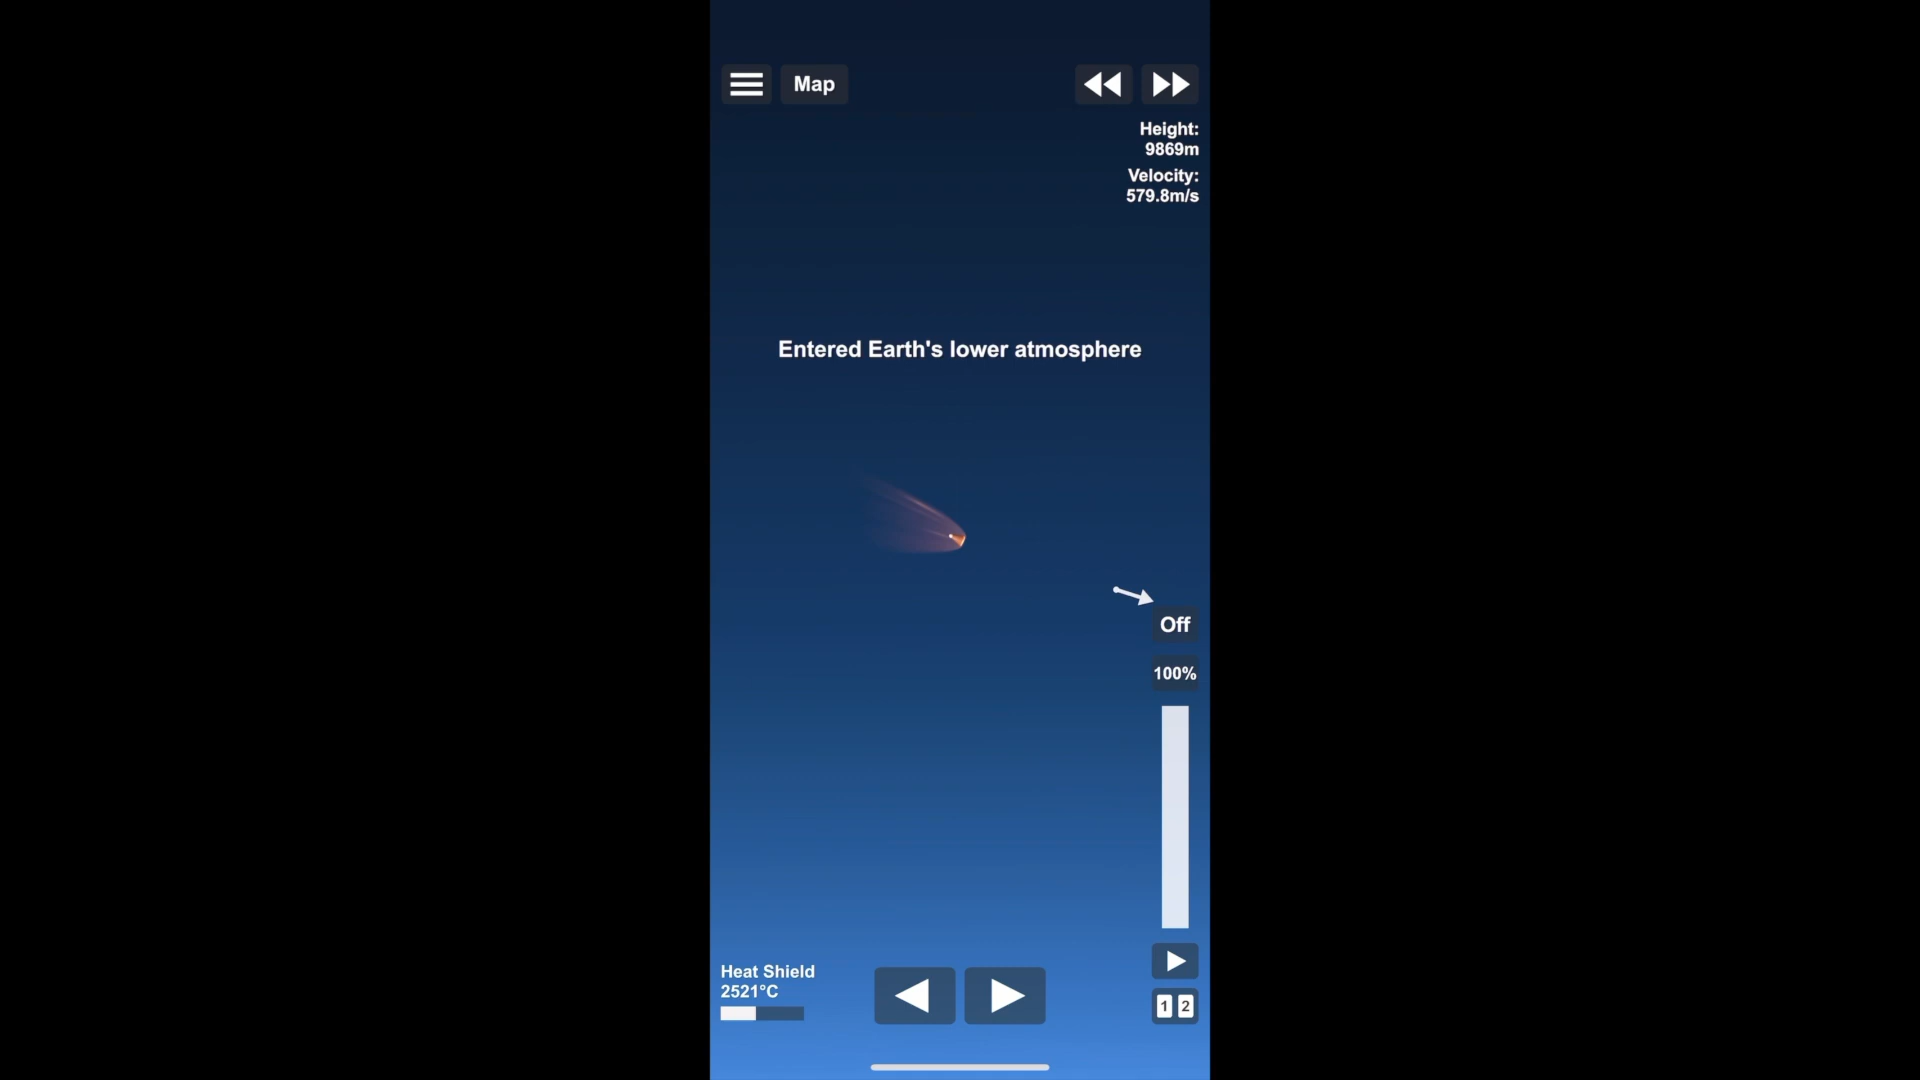 Map
Height:
9869m
Velocity:
579.8m/s
Entered Earth's lower atmosphere
Off
100%
Heat Shield
2521°C
1 2